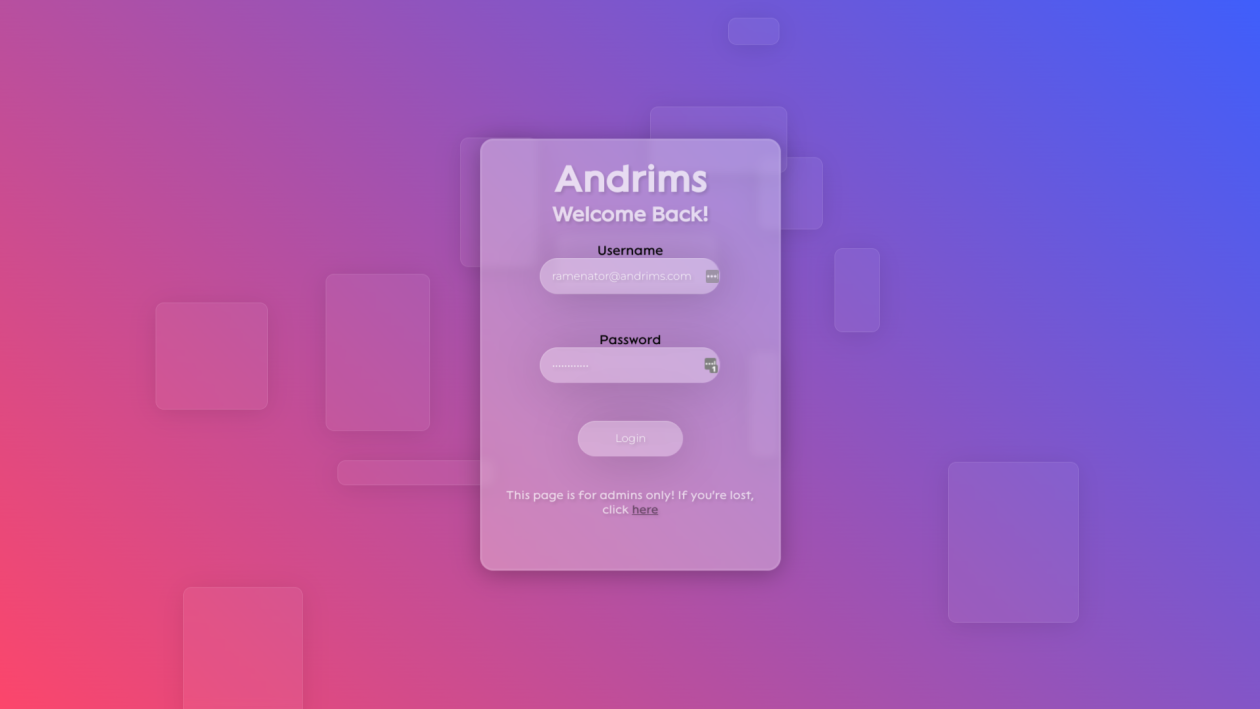 Andrims
Welcome Back!
Username
ramenator@andrims.com
Password
••••••••••••
Login
This page is for admins only! If you're lost,
click here